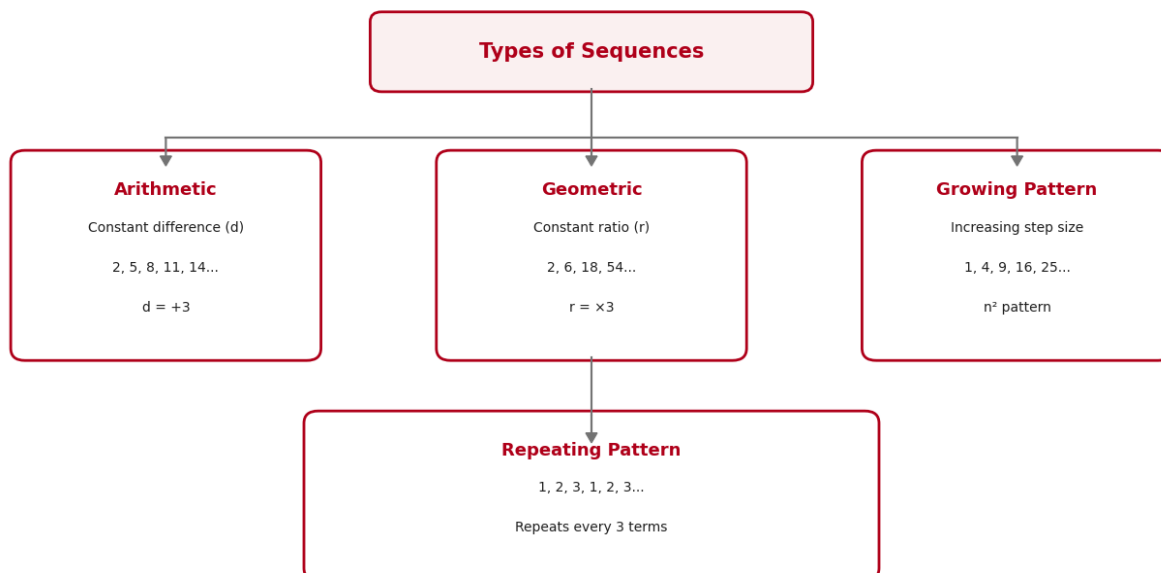 Types of Sequences
Arithmetic
Constant difference (d)
2, 5, 8, 11, 14...
d = +3
Geometric
Constant ratio (r)
2, 6, 18, 54...
r = ×3
Growing Pattern
Increasing step size
1, 4, 9, 16, 25...
n² pattern
Repeating Pattern
1, 2, 3, 1, 2, 3...
Repeats every 3 terms